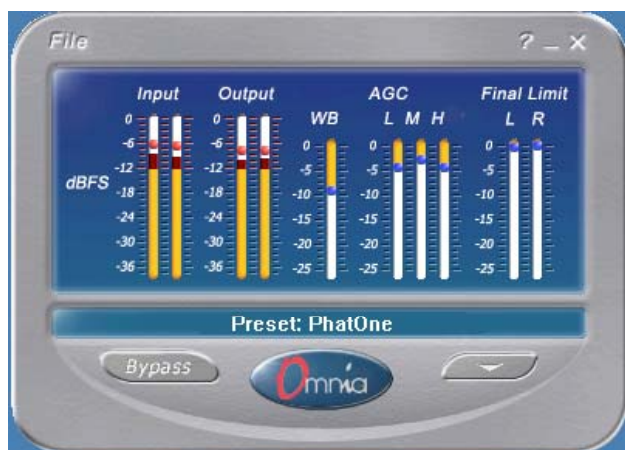 File ? _ X
Input Output AGC Final Limit
WB L M H L R
dBFS
0 0 0 0 0
-6 -6 -5 -5 -5
-12 -12 -10 -10 -10
-18 -18 -15 -15 -15
-24 -24 -20 -20 -20
-30 -30 -25 -25 -25
-36 -36
Preset: PhatOne
Bypass
Omnia